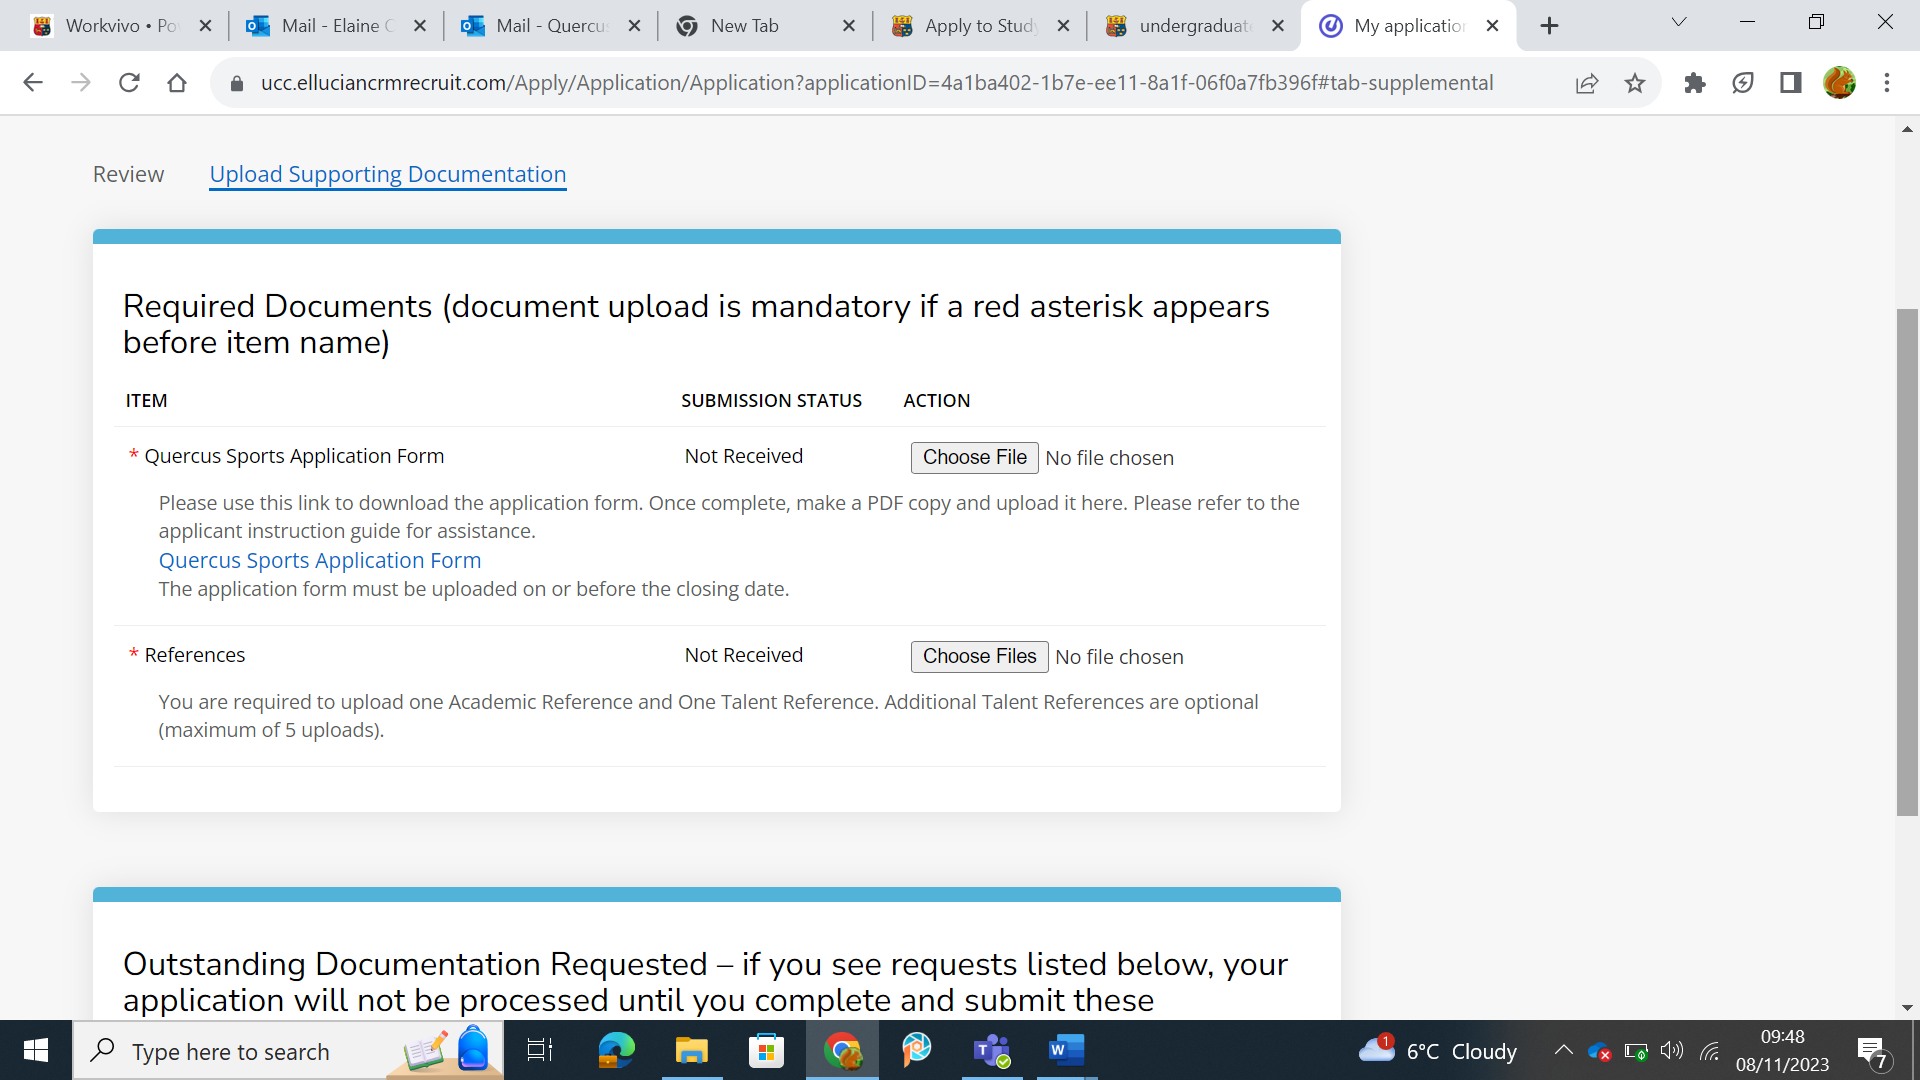 Workvivo • Po
Mail - Elaine C
Mail - Quercus
New Tab
Apply to Study
undergraduate
My application
ucc.elluciancrmrecruit.com/Apply/Application/Application?applicationID=4a1ba402-1b7e-ee11-8a1f-06f0a7fb396f#tab-supplemental
Review
Upload Supporting Documentation
Required Documents (document upload is mandatory if a red asterisk appears
before item name)
ITEM SUBMISSION STATUS ACTION
* Quercus Sports Application Form Not Received Choose File No file chosen
Please use this link to download the application form. Once complete, make a PDF copy and upload it here. Please refer to the
applicant instruction guide for assistance.
Quercus Sports Application Form
The application form must be uploaded on or before the closing date.
* References Not Received Choose Files No file chosen
You are required to upload one Academic Reference and One Talent Reference. Additional Talent References are optional
(maximum of 5 uploads).
Outstanding Documentation Requested – if you see requests listed below, your
application will not be processed until you complete and submit these
Type here to search
1
6°C Cloudy
09:48
08/11/2023
7